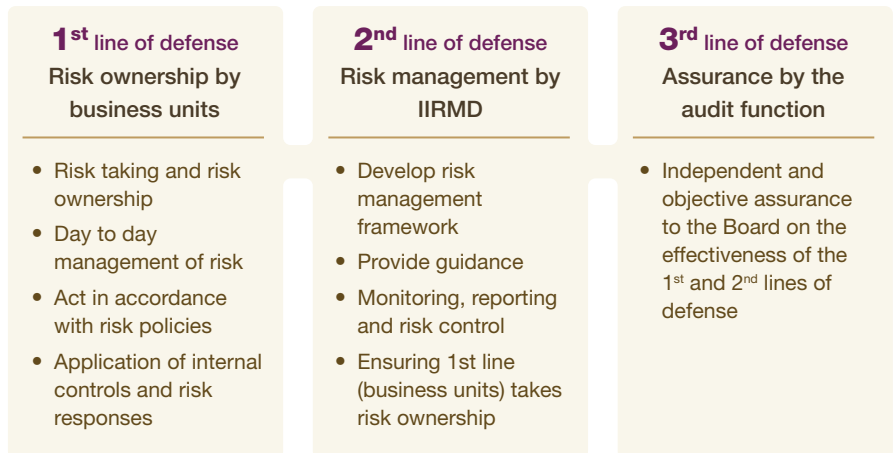 1st line of defense
Risk ownership by
business units
• Risk taking and risk
ownership
• Day to day
management of risk
• Act in accordance
with risk policies
• Application of internal
controls and risk
responses
2nd line of defense
Risk management by
IIRMD
• Develop risk
management
framework
• Provide guidance
• Monitoring, reporting
and risk control
• Ensuring 1st line
(business units) takes
risk ownership
3rd line of defense
Assurance by the
audit function
• Independent and
objective assurance
to the Board on the
effectiveness of the
1st and 2nd lines of
defense